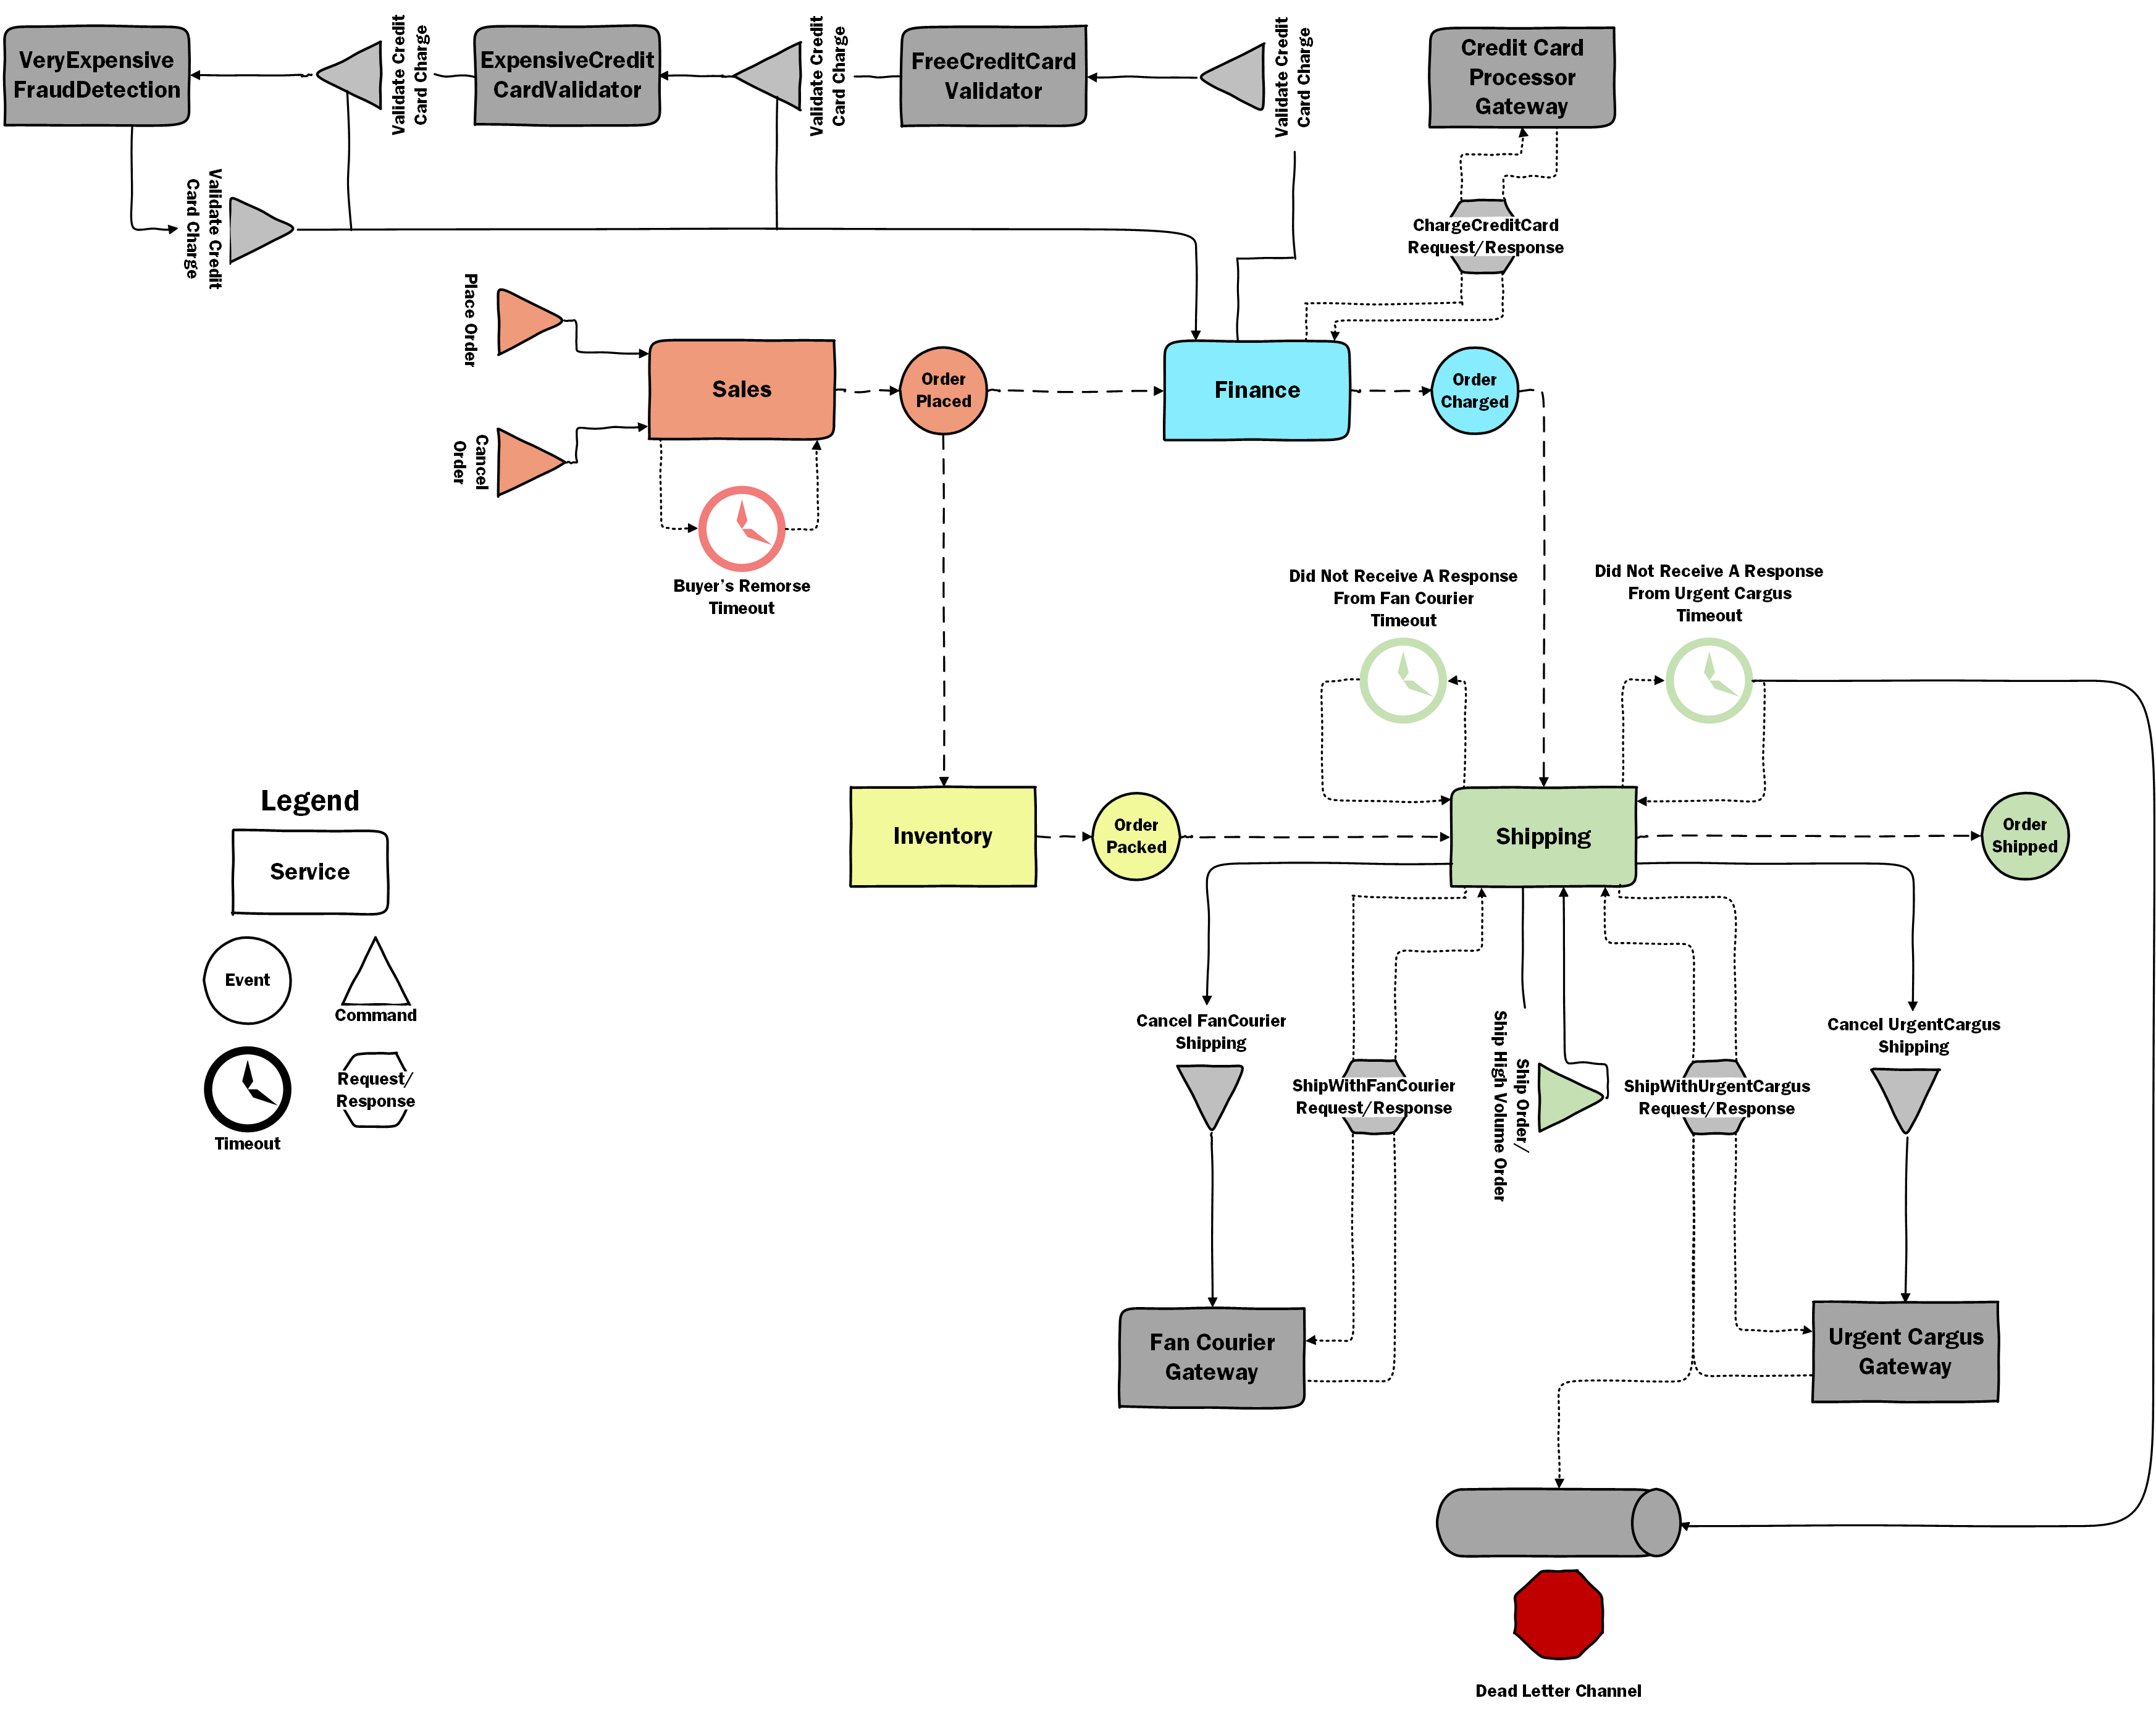 VeryExpensive
FraudDetection
Validate Credit
Card Charge
ExpensiveCredit
CardValidator
Validate Credit
Card Charge
FreeCreditCard
Validator
Validate Credit
Card Charge
Credit Card
Processor
Gateway
Validate Credit
Card Charge
ChargeCreditCard
Request/Response
Place Order
Cancel
Order
Sales
Order
Placed
Finance
Order
Charged
Buyer's Remorse
Timeout
Did Not Receive A Response
From Fan Courier
Timeout
Did Not Receive A Response
From Urgent Cargus
Timeout
Inventory
Order
Packed
Shipping
Order
Shipped
Legend
Service
Event
Command
Timeout
Request/
Response
Cancel FanCourier
Shipping
ShipWithFanCourier
Request/Response
Ship Order/
Ship High Volume Order
ShipWithUrgentCargus
Request/Response
Cancel UrgentCargus
Shipping
Fan Courier
Gateway
Urgent Cargus
Gateway
Dead Letter Channel